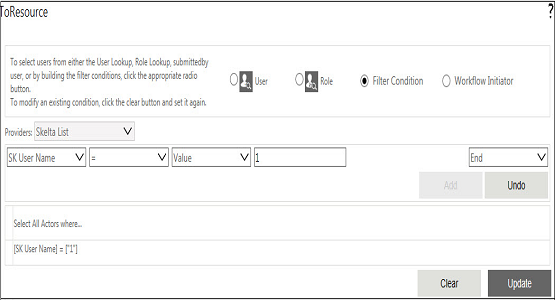 ToResource
?
To select users from either the User Lookup, Role Lookup, submittedby
user, or by building the filter conditions, click the appropriate radio
button.
To modify an existing condition, click the clear button and set it again.
User
Role
Filter Condition
Workflow Initiator
Providers: Skelta List
SK User Name = Value 1 End
Add Undo
Select All Actors where...
[SK User Name] = ["1"]
Clear Update